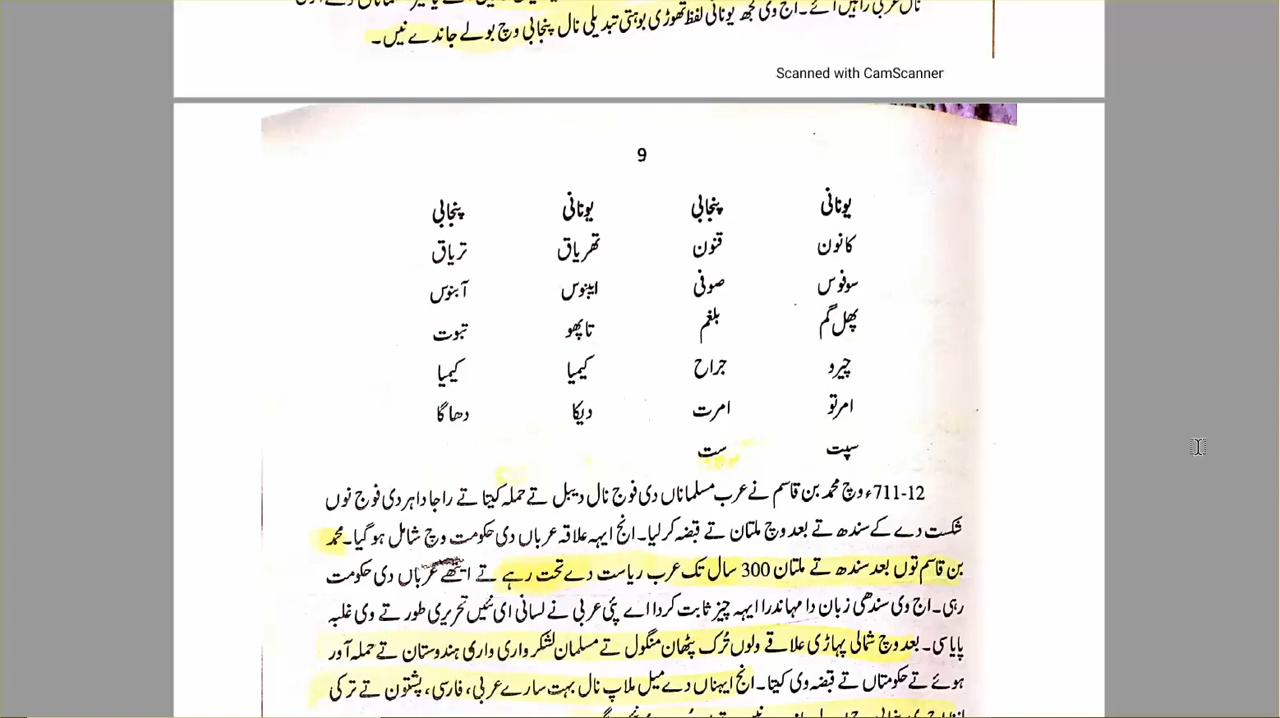 نال عربی راہیں آئے۔ اج وی کجھ یونانی لفظ تھوڑی بوہتی تبدیلی نال پنجابی وچ بولے جاندے نیں۔
Scanned with CamScanner
9
یونانی پنجابی یونانی پنجابی
کانون قنون تھریاق تریاق
سوفوس صوفی ایبنوس آبنوس
پھل گم بلغم تاپھو تبوت
چیرو جراح کیمیا کیمیا
امرتو امرت دیکا دھاگا
سپت ست
711-12ء وچ محمد بن قاسم نے عرب مسلماناں دی فوج نال دیبل تے حملہ کیتا تے راجا داہر دی فوج نوں
شکست دے کے سندھ تے بعد وچ ملتان تے قبضہ کرلیا۔ انج ایہہ علاقہ عرباں دی حکومت وچ شامل ہوگیا۔ محمد
بن قاسم توں بعد سندھ تے ملتان 300 سال تک عرب ریاست دے تحت رہے تے ایتھے عرباں دی حکومت
رہی۔ اج وی سندھی زبان دا مہاندرا ایہہ چیز ثابت کردا اے پئی عربی نے لسانی ای نئیں تحریری طور تے وی غلبہ
پایا سی۔ بعد وچ شمالی پہاڑی علاقے ولوں تُرک پٹھان منگول تے مسلمان لشکر واری واری ہندوستان تے حملہ آور
ہوئے تے حکومتاں تے قبضہ وی کیتا۔ انج ایہناں دے میل ملاپ نال بہت سارے عربی، فارسی، پشتون تے ترکی